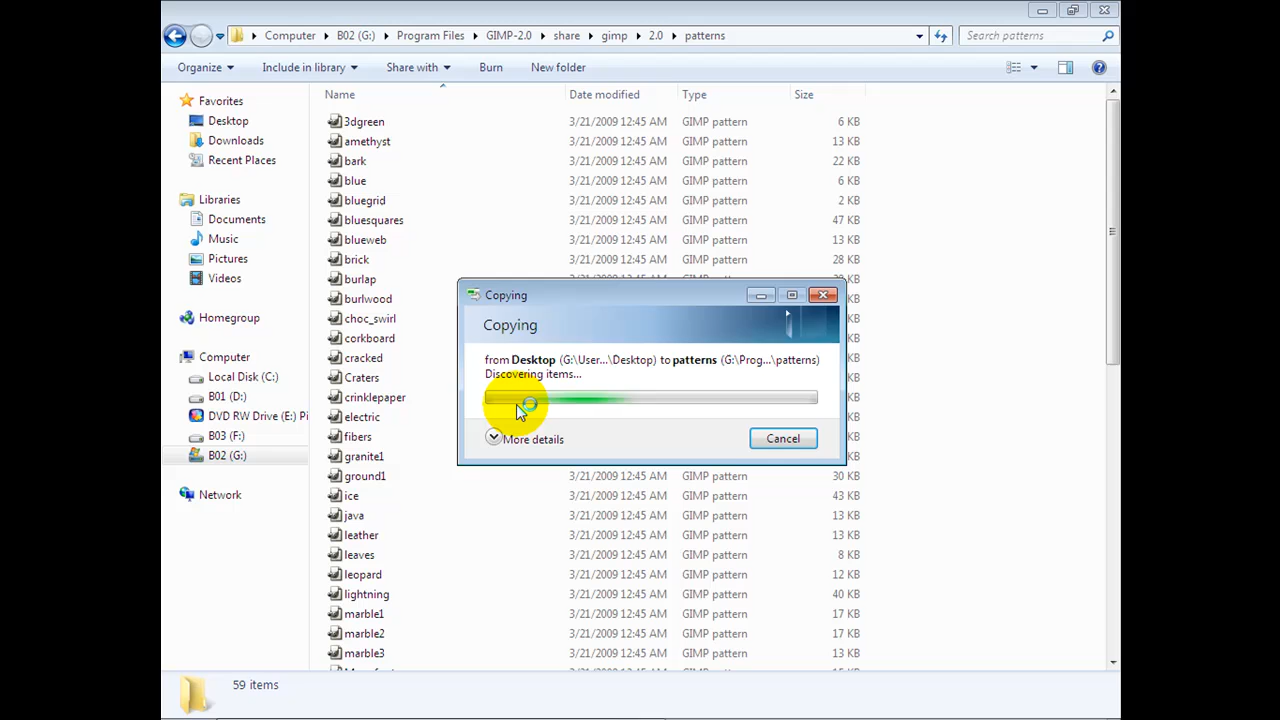 Computer B02 (G:) Program Files GIMP-2.0 share gimp 2.0 patterns Search patterns
Organize Include in library Share with Burn New folder
Favorites
Desktop
Downloads
Recent Places
Libraries
Documents
Music
Pictures
Videos
Homegroup
Computer
Local Disk (C:)
B01 (D:)
DVD RW Drive (E:) Pi
B03 (F:)
B02 (G:)
Network
Name Date modified Type Size
3dgreen 3/21/2009 12:45 AM GIMP pattern 6 KB
amethyst 3/21/2009 12:45 AM GIMP pattern 13 KB
bark 3/21/2009 12:45 AM GIMP pattern 22 KB
blue 3/21/2009 12:45 AM GIMP pattern 6 KB
bluegrid 3/21/2009 12:45 AM GIMP pattern 2 KB
bluesquares 3/21/2009 12:45 AM GIMP pattern 47 KB
blueweb 3/21/2009 12:45 AM GIMP pattern 13 KB
brick 3/21/2009 12:45 AM GIMP pattern 28 KB
burlap
burlwood KB
choc_swirl KB
corkboard KB
cracked KB
Craters KB
crinklepaper KB
electric KB
fibers KB
granite1 KB
ground1 3/21/2009 12:45 AM GIMP pattern 30 KB
ice 3/21/2009 12:45 AM GIMP pattern 43 KB
java 3/21/2009 12:45 AM GIMP pattern 13 KB
leather 3/21/2009 12:45 AM GIMP pattern 13 KB
leaves 3/21/2009 12:45 AM GIMP pattern 8 KB
leopard 3/21/2009 12:45 AM GIMP pattern 12 KB
lightning 3/21/2009 12:45 AM GIMP pattern 40 KB
marble1 3/21/2009 12:45 AM GIMP pattern 17 KB
marble2 3/21/2009 12:45 AM GIMP pattern 17 KB
marble3 3/21/2009 12:45 AM GIMP pattern 13 KB
Copying
Copying
from Desktop (G:\User...\Desktop) to patterns (G:\Prog...\patterns)
Discovering items...
More details Cancel
59 items